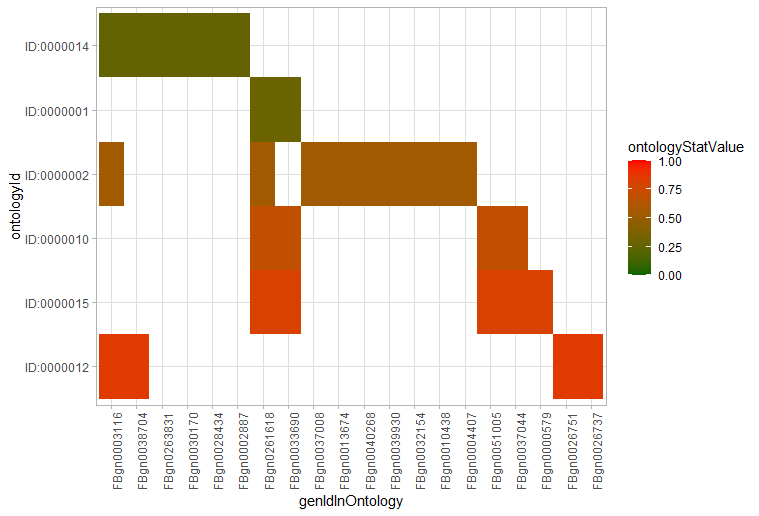 ID:0000014
ID:0000001
ID:0000002
ID:0000010
ID:0000015
ID:0000012
ontologyId
FBgn0003116
FBgn0038704
FBgn0263831
FBgn0030170
FBgn0028434
FBgn0002887
FBgn0261618
FBgn0033690
FBgn0037008
FBgn0013674
FBgn0040268
FBgn0039930
FBgn0032154
FBgn0010438
FBgn0004407
FBgn0051005
FBgn0037044
FBgn0000579
FBgn0026751
FBgn0026737
genIdInOntology
ontologyStatValue
1.00
0.75
0.50
0.25
0.00